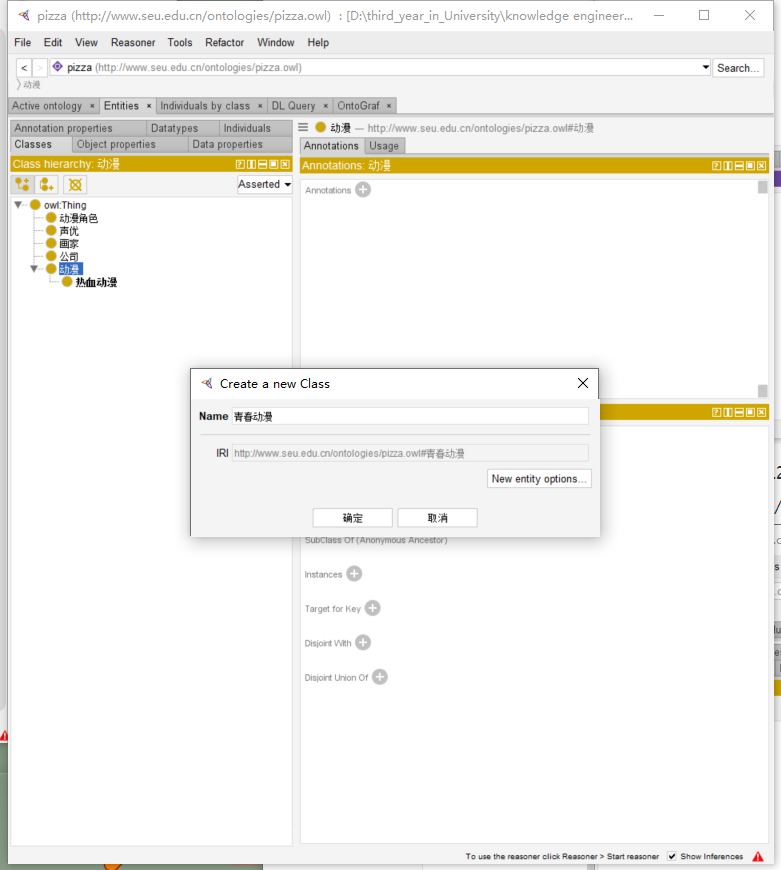 pizza (http://www.seu.edu.cn/ontologies/pizza.owl) : [D:\third_year_in_University\knowledge engineer...
File Edit View Reasoner Tools Refactor Window Help
< > pizza (http://www.seu.edu.cn/ontologies/pizza.owl) Search...
动漫
Active ontology × Entities × Individuals by class × DL Query × OntoGraf ×
Annotation properties Datatypes Individuals
Classes Object properties Data properties
Class hierarchy: 动漫
Asserted
owl:Thing
动漫角色
声优
画家
公司
动漫
热血动漫
动漫 — http://www.seu.edu.cn/ontologies/pizza.owl#动漫
Annotations Usage
Annotations: 动漫
Annotations
Create a new Class
Name 青春动漫
IRI http://www.seu.edu.cn/ontologies/pizza.owl#青春动漫
New entity options...
确定 取消
SubClass Of (Anonymous Ancestor)
Instances
Target for Key
Disjoint With
Disjoint Union Of
To use the reasoner click Reasoner > Start reasoner Show Inferences